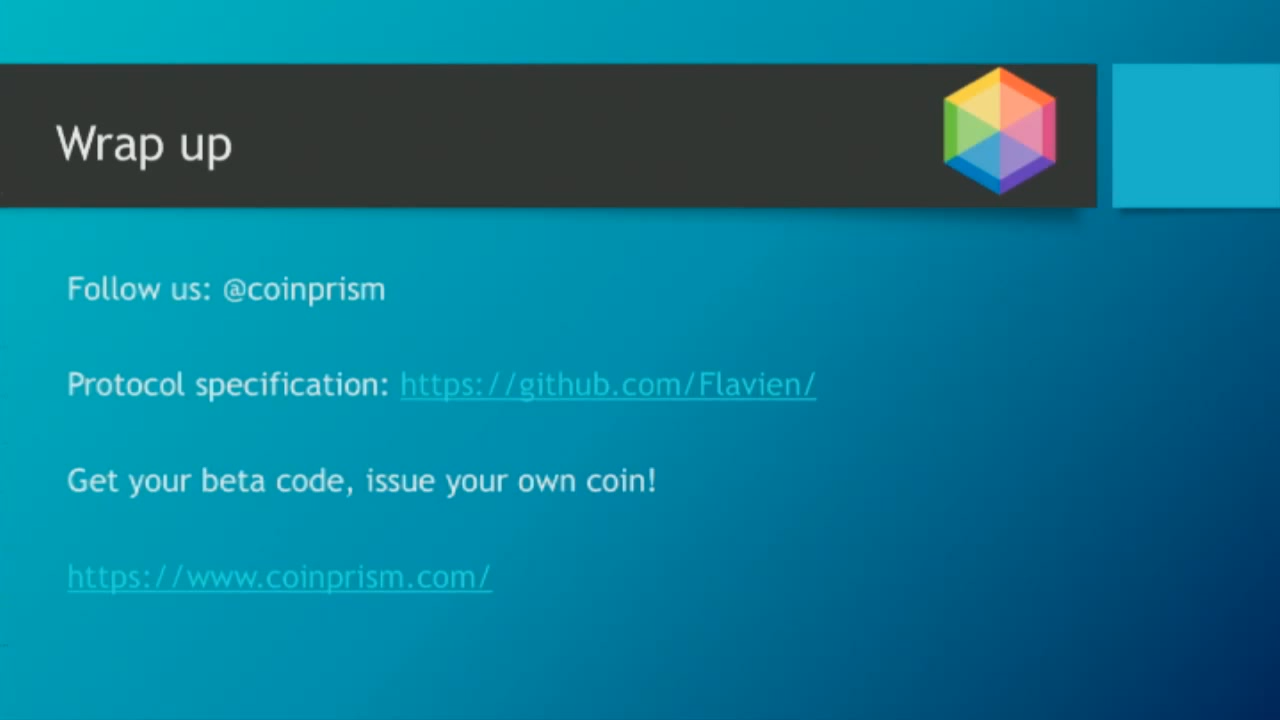 Wrap up
Follow us: @coinprism
Protocol specification: https://github.com/Flavien/
Get your beta code, issue your own coin!
https://www.coinprism.com/